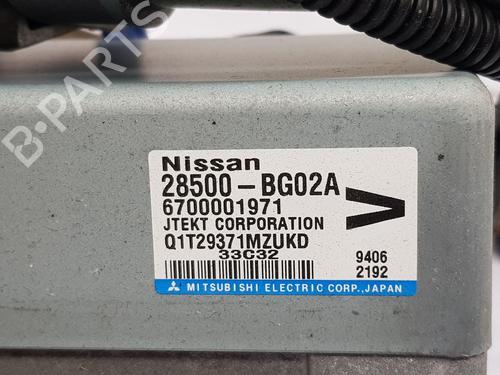 B-PARTS
Nissan
28500-BG02A
6700001971
JTEKT CORPORATION
Q1T29371MZUKD
33C32
V
9406
2192
MITSUBISHI ELECTRIC CORP.,JAPAN